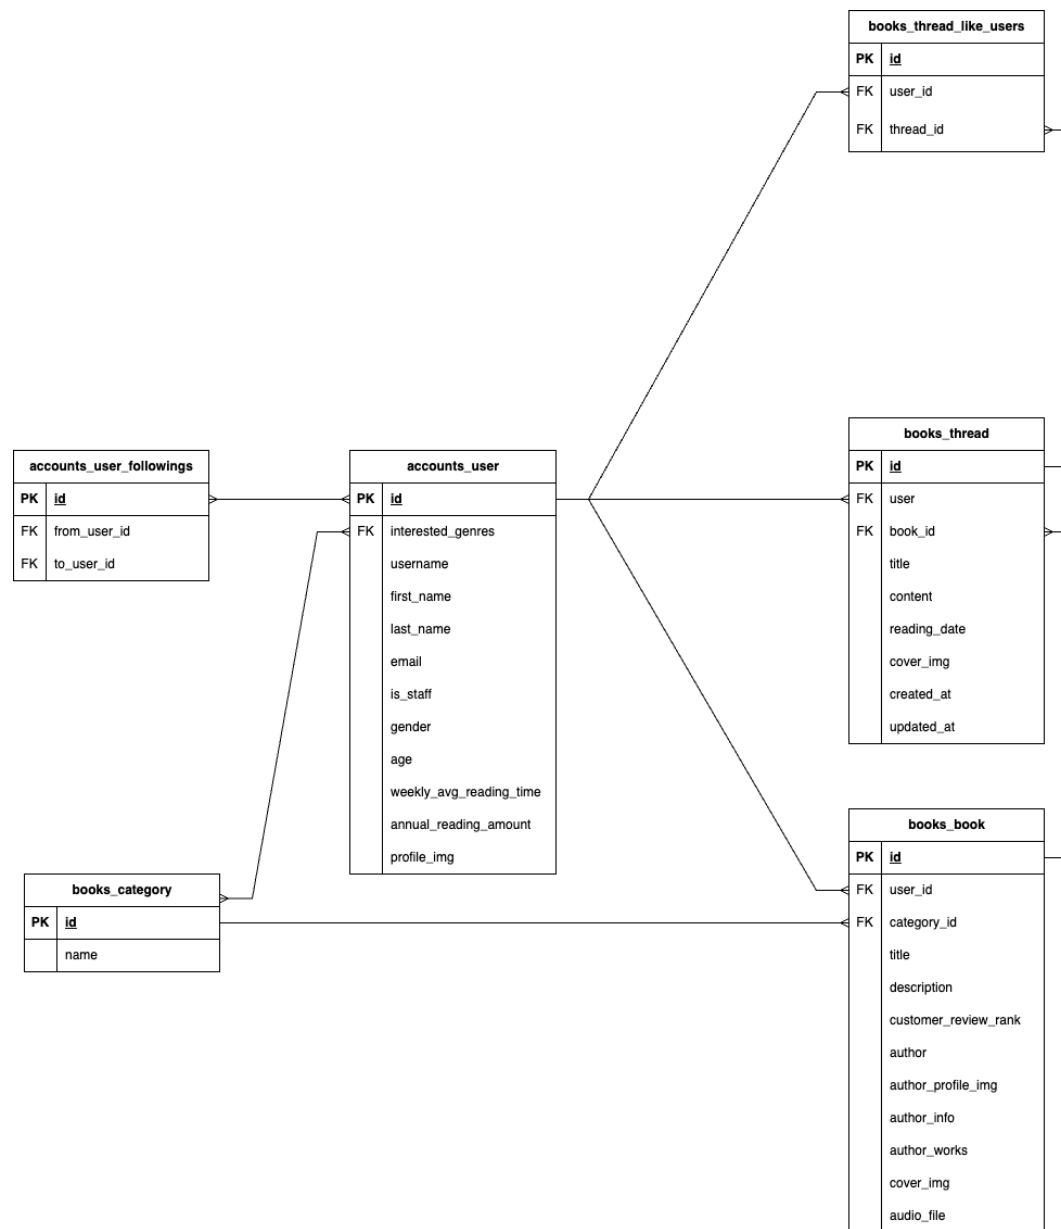 books_thread_like_users
PK id
FK user_id
FK thread_id
books_thread
PK id
FK user
FK book_id
title
content
reading_date
cover_img
created_at
updated_at
accounts_user_followings
PK id
FK from_user_id
FK to_user_id
accounts_user
PK id
FK interested_genres
username
first_name
last_name
email
is_staff
gender
age
weekly_avg_reading_time
annual_reading_amount
profile_img
books_category
PK id
name
books_book
PK id
FK user_id
FK category_id
title
description
customer_review_rank
author
author_profile_img
author_info
author_works
cover_img
audio_file